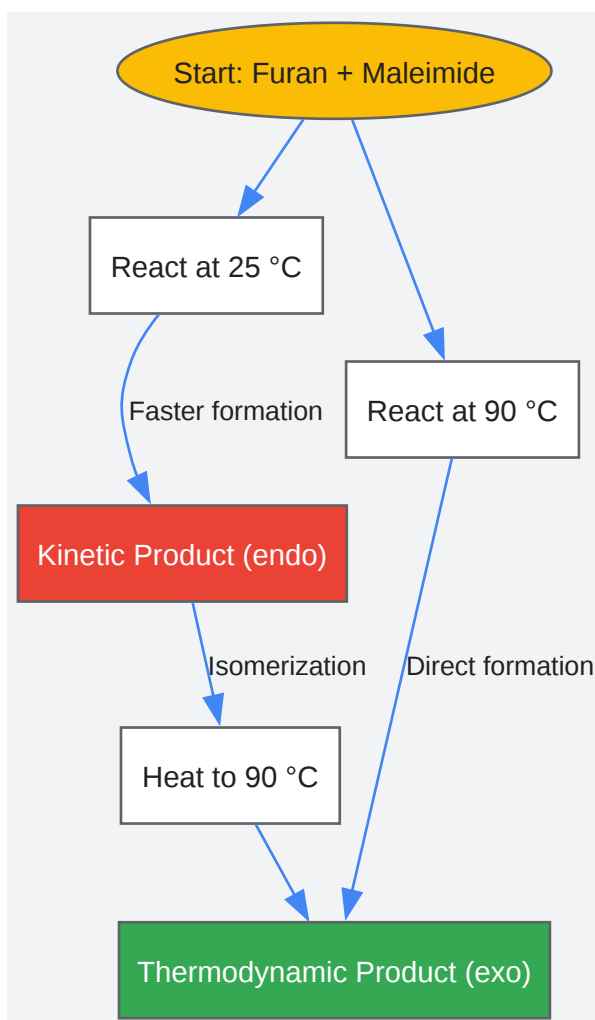 Start: Furan + Maleimide
React at 25 °C
React at 90 °C
Faster formation
Kinetic Product (endo)
Isomerization
Direct formation
Heat to 90 °C
Thermodynamic Product (exo)